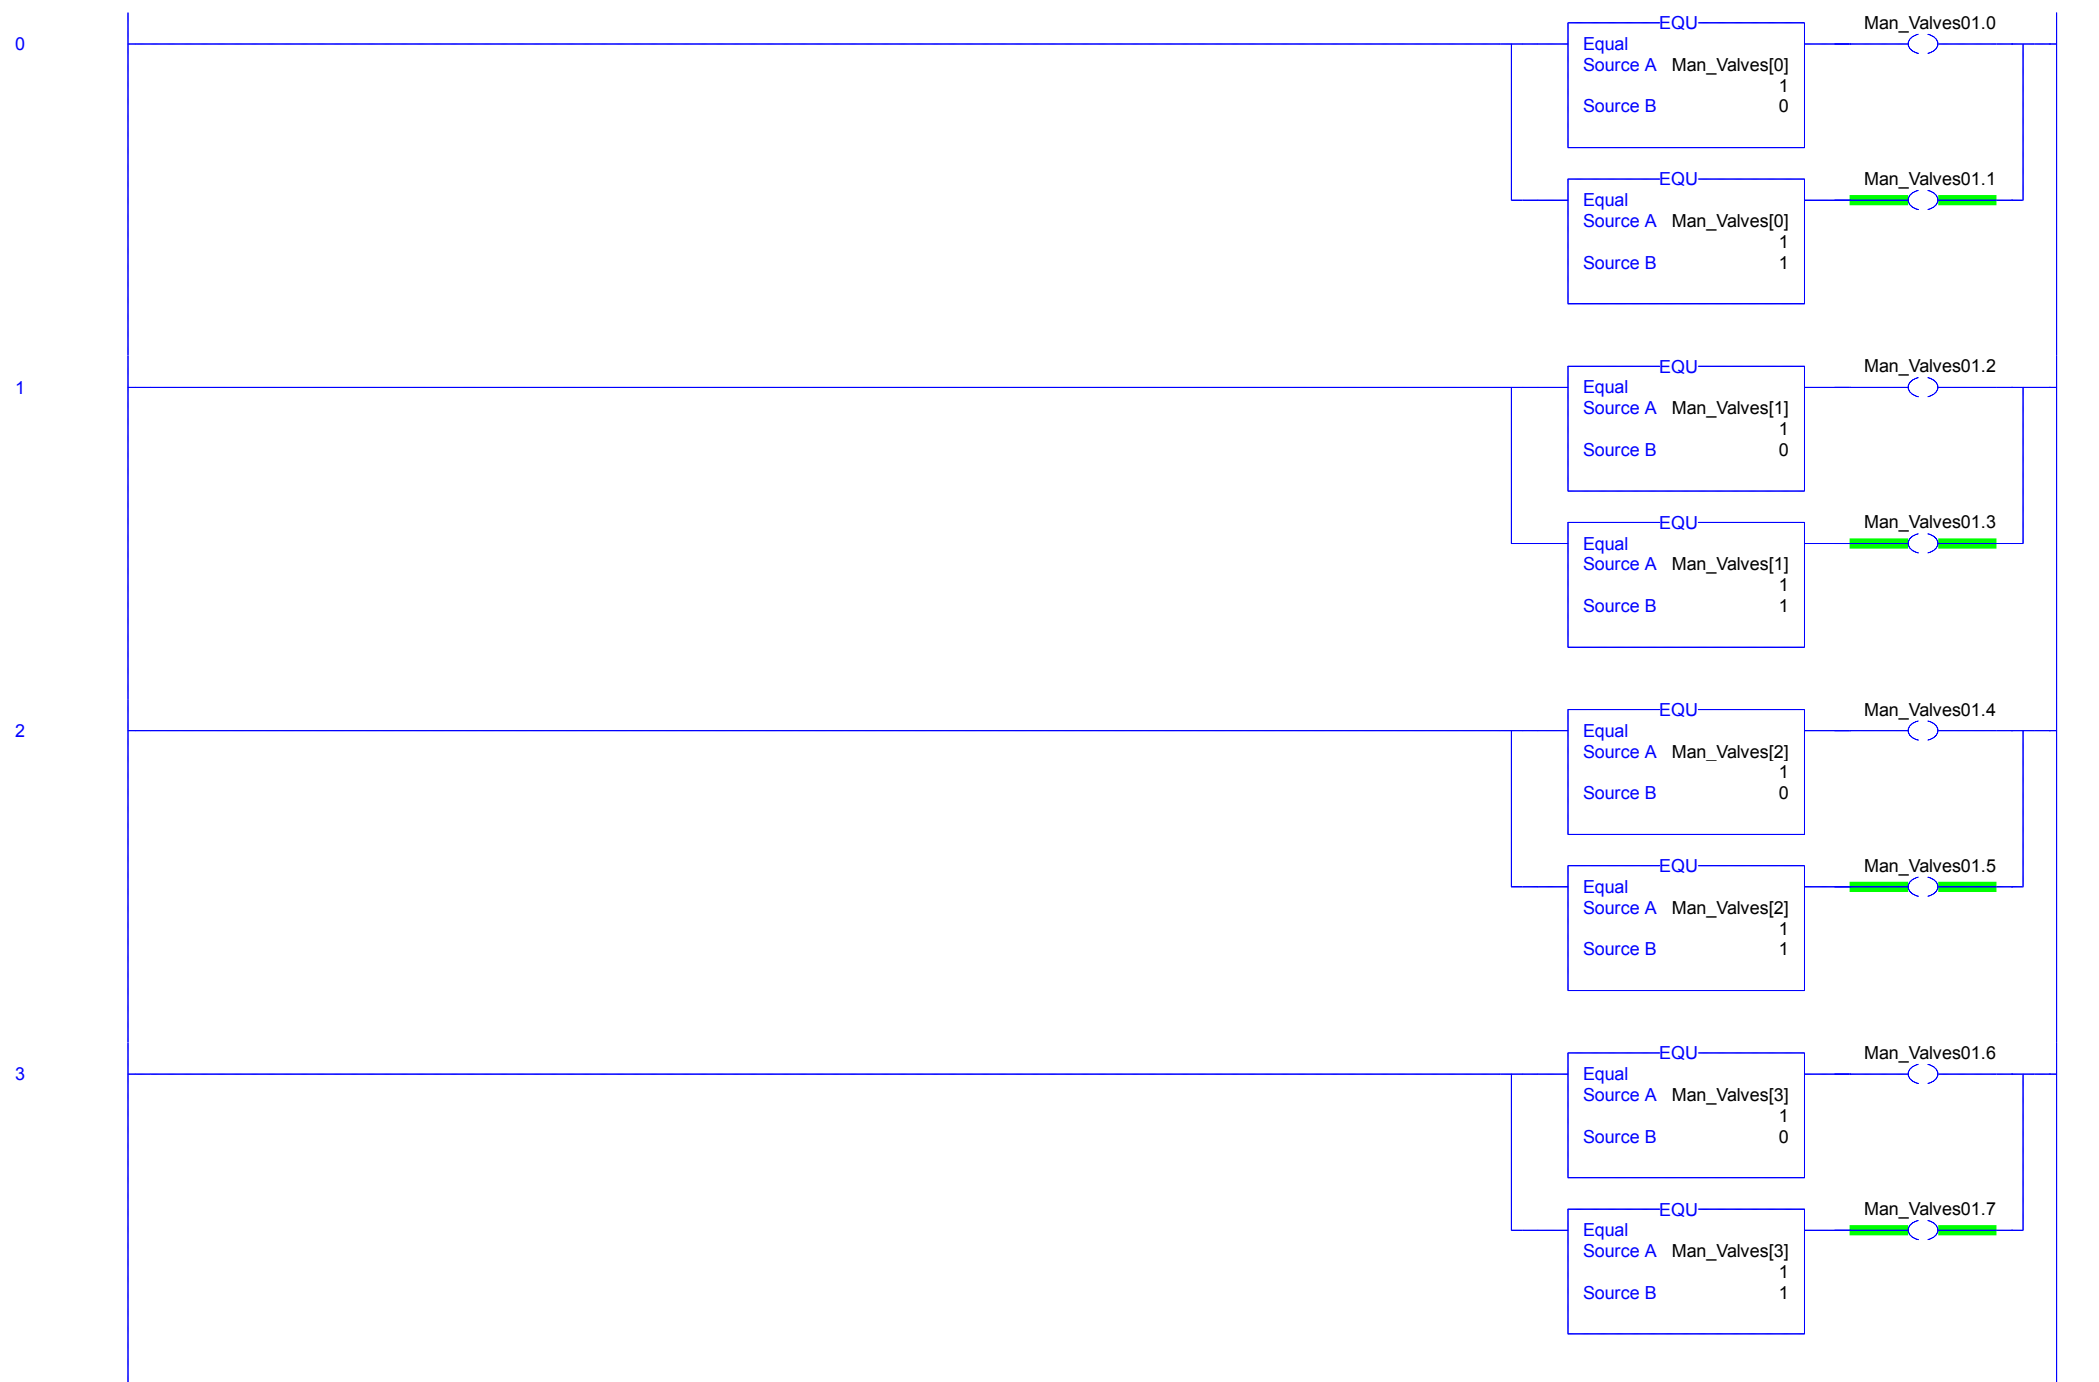 EQU
Man_Valves01.0
0
Equal
Source A Man_Valves[0]
1
Source B 0
EQU
Man_Valves01.1
Equal
Source A Man_Valves[0]
1
Source B 1
EQU
Man_Valves01.2
1
Equal
Source A Man_Valves[1]
1
Source B 0
EQU
Man_Valves01.3
Equal
Source A Man_Valves[1]
1
Source B 1
EQU
Man_Valves01.4
2
Equal
Source A Man_Valves[2]
1
Source B 0
EQU
Man_Valves01.5
Equal
Source A Man_Valves[2]
1
Source B 1
EQU
Man_Valves01.6
3
Equal
Source A Man_Valves[3]
1
Source B 0
EQU
Man_Valves01.7
Equal
Source A Man_Valves[3]
1
Source B 1